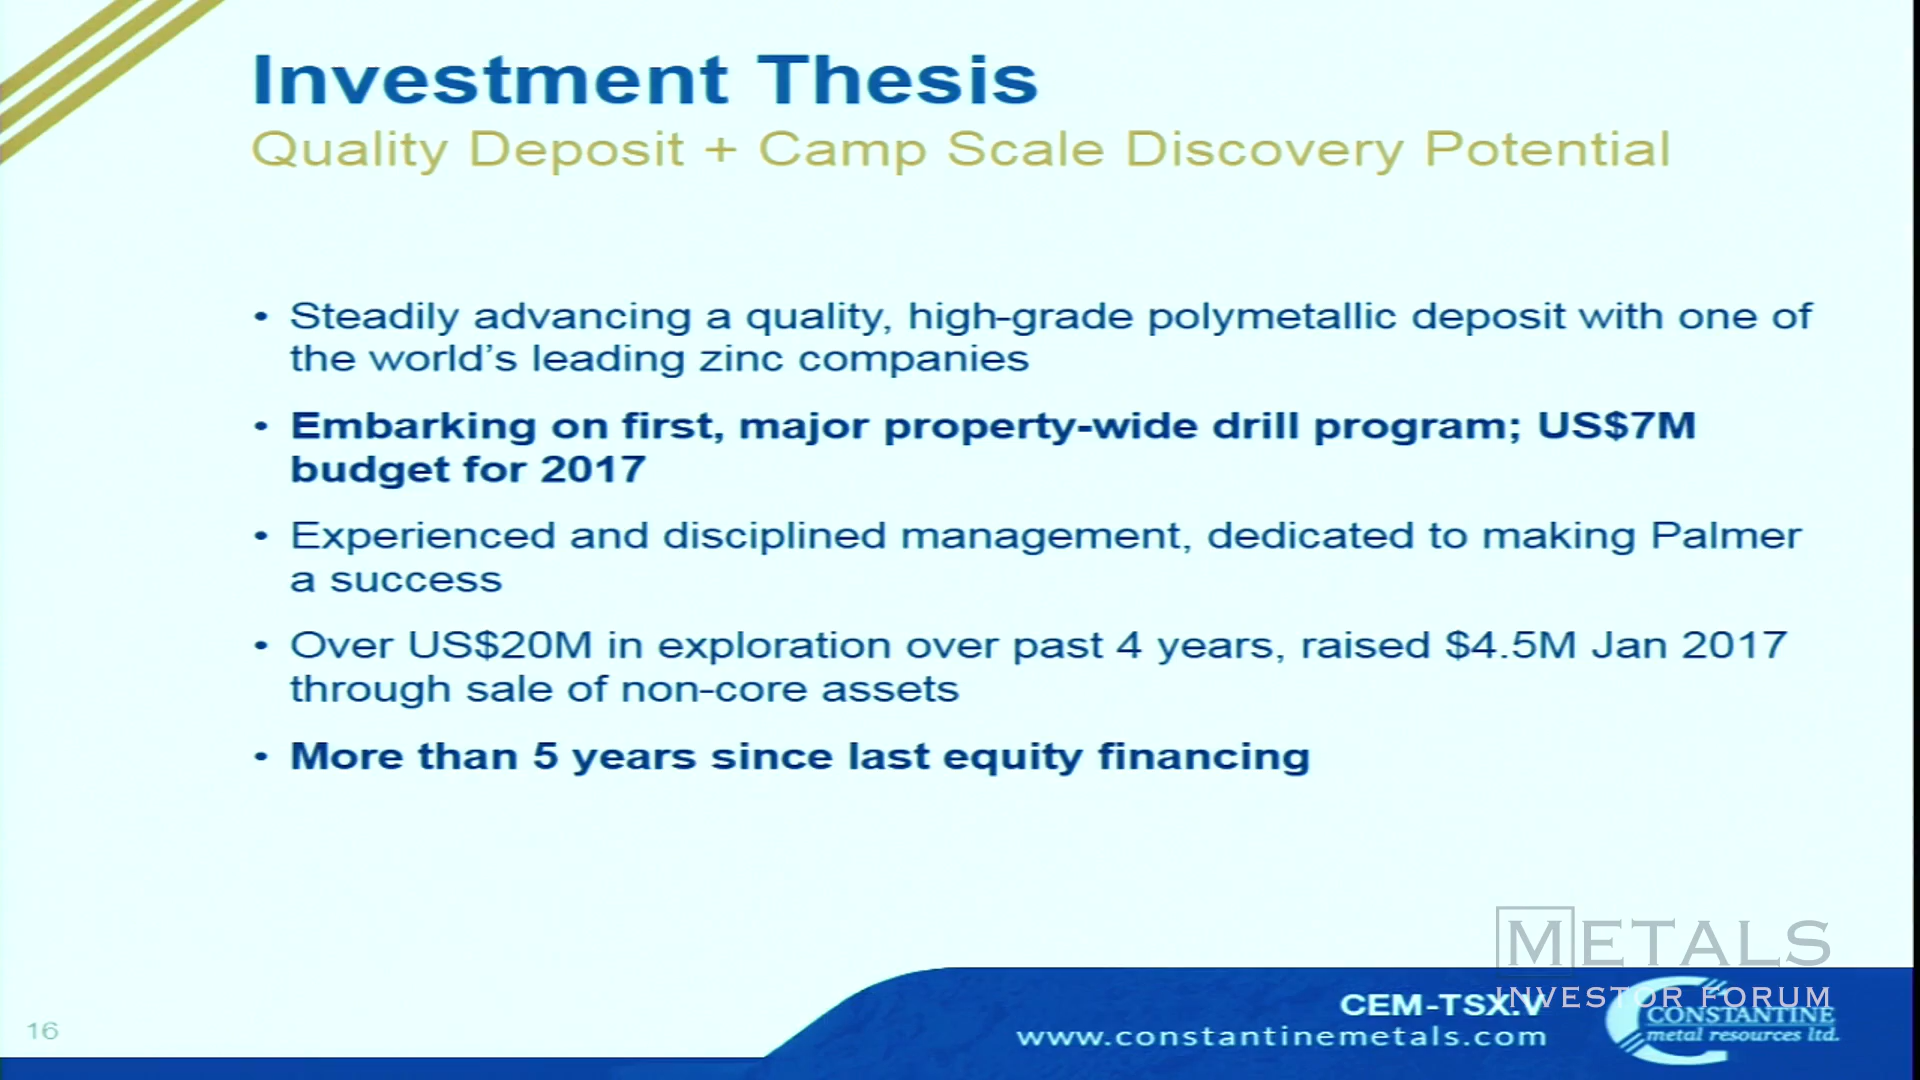 Investment Thesis
Quality Deposit + Camp Scale Discovery Potential
• Steadily advancing a quality, high-grade polymetallic deposit with one of
the world’s leading zinc companies
• Embarking on first, major property-wide drill program; US$7M
budget for 2017
• Experienced and disciplined management, dedicated to making Palmer
a success
• Over US$20M in exploration over past 4 years, raised $4.5M Jan 2017
through sale of non-core assets
• More than 5 years since last equity financing
METALS
INVESTOR FORUM
CEM-TSX.V
www.constantinemetals.com
CONSTANTINE
metal resources ltd.
16